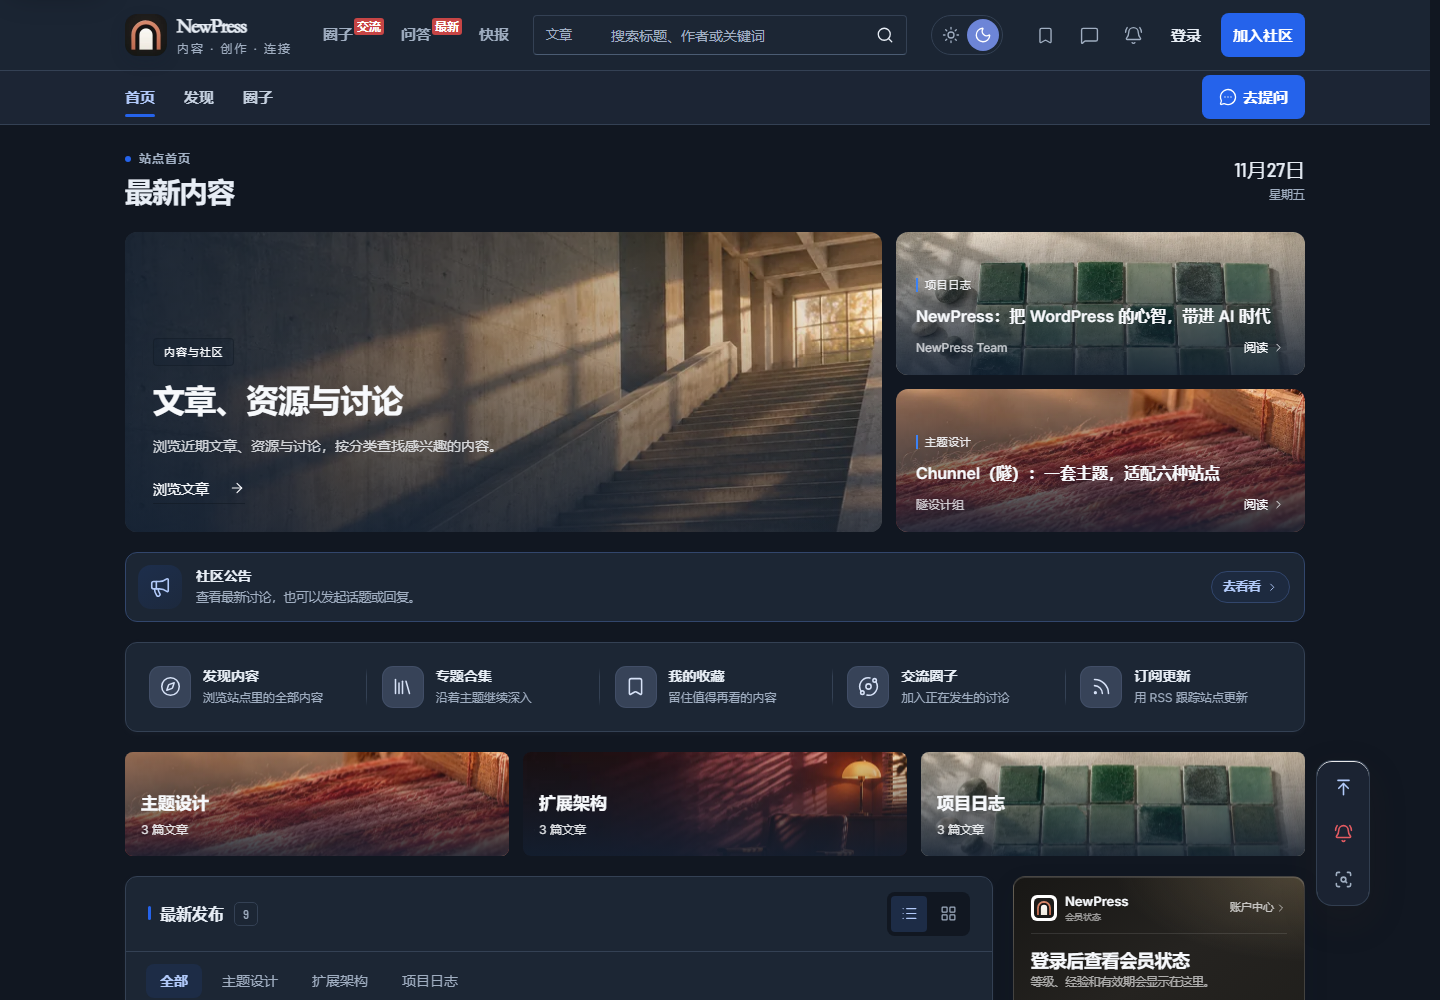 NewPress
内容 · 创作 · 连接
圈子 交流
问答 最新
快报
文章 搜索标题、作者或关键词
登录
加入社区
首页
发现
圈子
去提问
站点首页
最新内容
11月27日
星期五
内容与社区
文章、资源与讨论
浏览近期文章、资源与讨论，按分类查找感兴趣的内容。
浏览文章
项目日志
NewPress：把 WordPress 的心智，带进 AI 时代
NewPress Team
阅读
主题设计
Chunnel（隧）：一套主题，适配六种站点
隧设计组
阅读
社区公告
查看最新讨论，也可以发起话题或回复。
去看看
发现内容
浏览站点里的全部内容
专题合集
沿着主题继续深入
我的收藏
留住值得再看的内容
交流圈子
加入正在发生的讨论
订阅更新
用 RSS 跟踪站点更新
主题设计
3 篇文章
扩展架构
3 篇文章
项目日志
3 篇文章
最新发布 9
全部
主题设计
扩展架构
项目日志
NewPress
会员状态
账户中心
登录后查看会员状态
等级、经验和有效期会显示在这里。